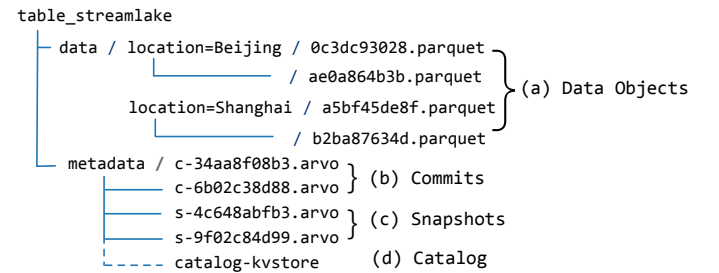 table_streamlake
data / location=Beijing / 0c3dc93028.parquet
/ ae0a864b3b.parquet
(a) Data Objects
location=Shanghai / a5bf45de8f.parquet
/ b2ba87634d.parquet
metadata / c-34aa8f08b3.arvo
c-6b02c38d88.arvo
(b) Commits
s-4c648abfb3.arvo
s-9f02c84d99.arvo
(c) Snapshots
catalog-kvstore
(d) Catalog